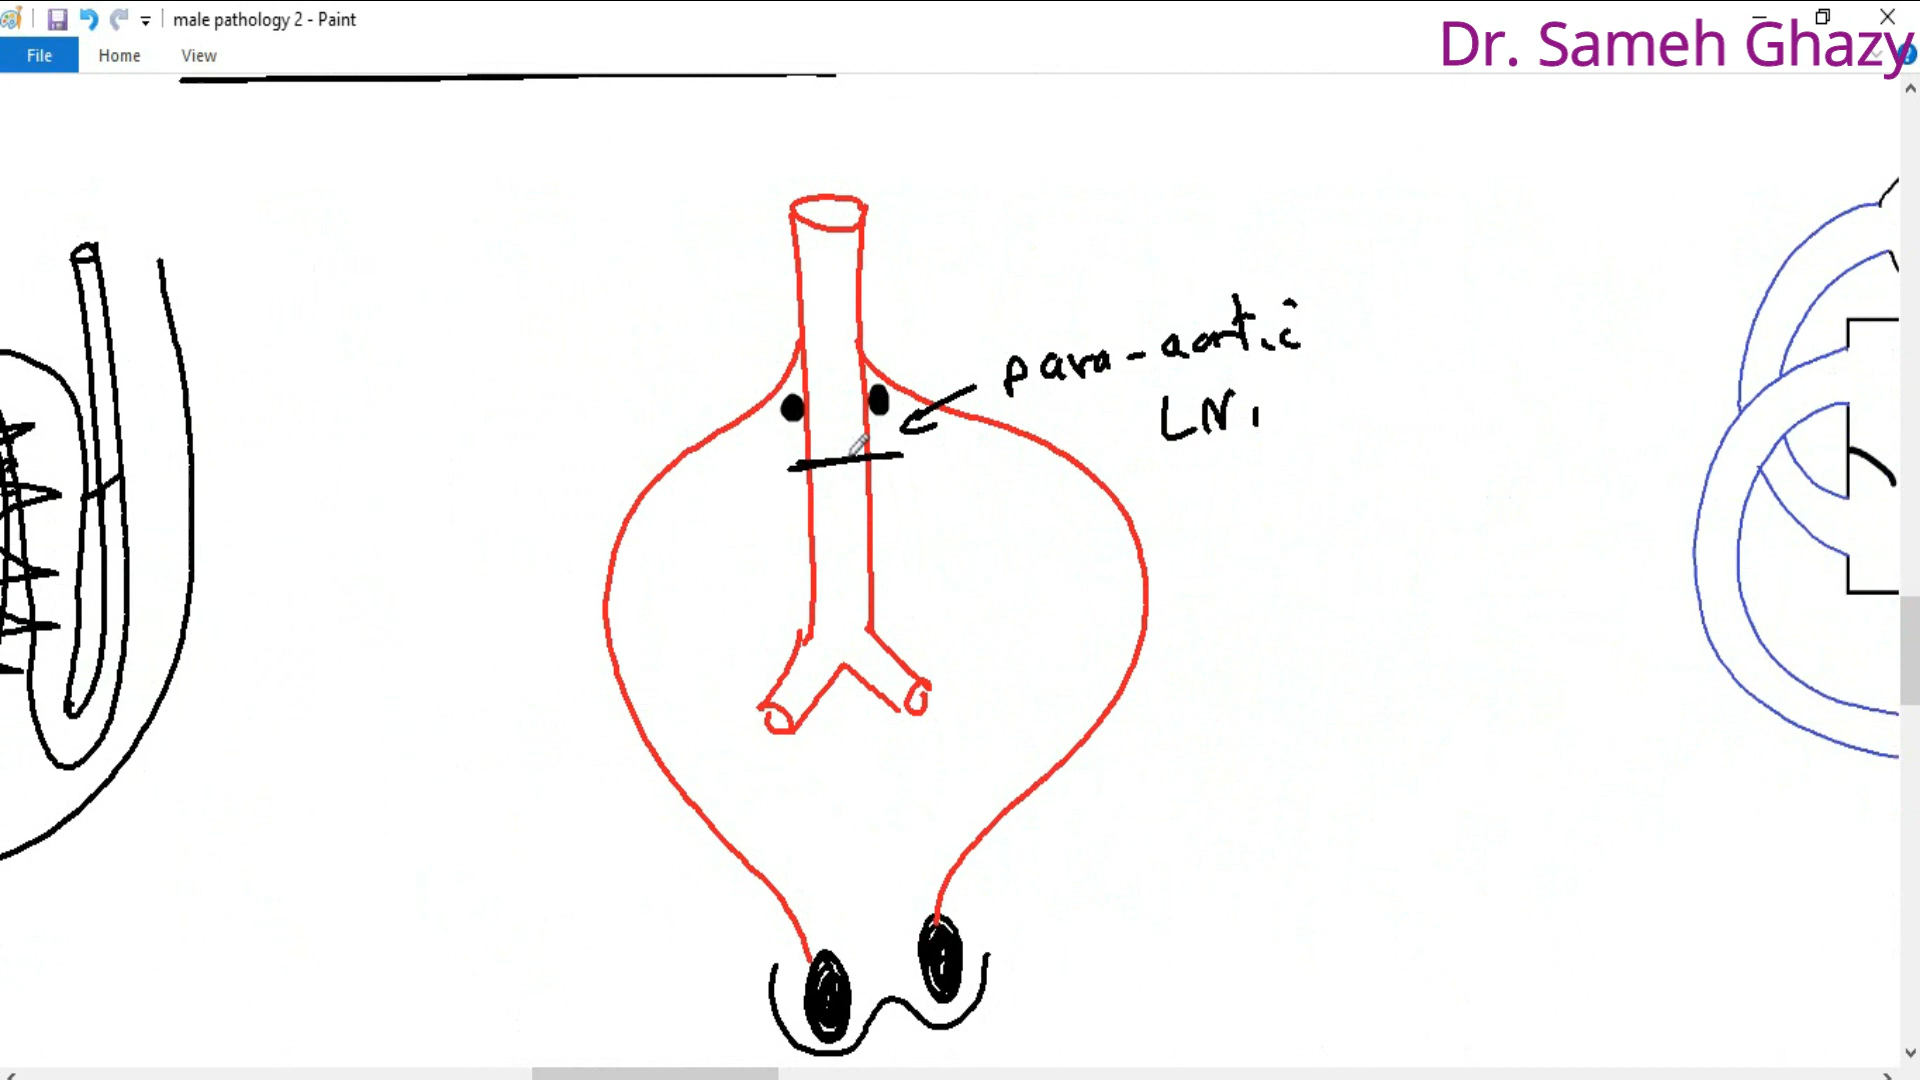 male pathology 2 - Paint
Dr. Sameh Ghazy
File Home View
para-aortic
LN,